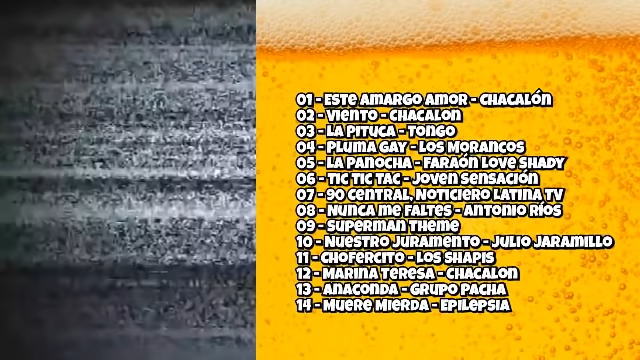 01 - Este amargo amor - Chacalón
02 - Viento - Chacalon
03 - La Pituca - Tongo
04 - Pluma Gay - Los Morancos
05 - La Panocha - Faraón Love Shady
06 - Tic Tic Tac - Joven Sensación
07 - 90 Central, Noticiero Latina TV
08 - Nunca me faltes - Antonio Ríos
09 - Superman Theme
10 - Nuestro Juramento - Julio Jaramillo
11 - Chofercito - Los Shapis
12 - Marina Teresa - Chacalon
13 - Anaconda - Grupo Pacha
14 - Muere Mierda - Epilepsia